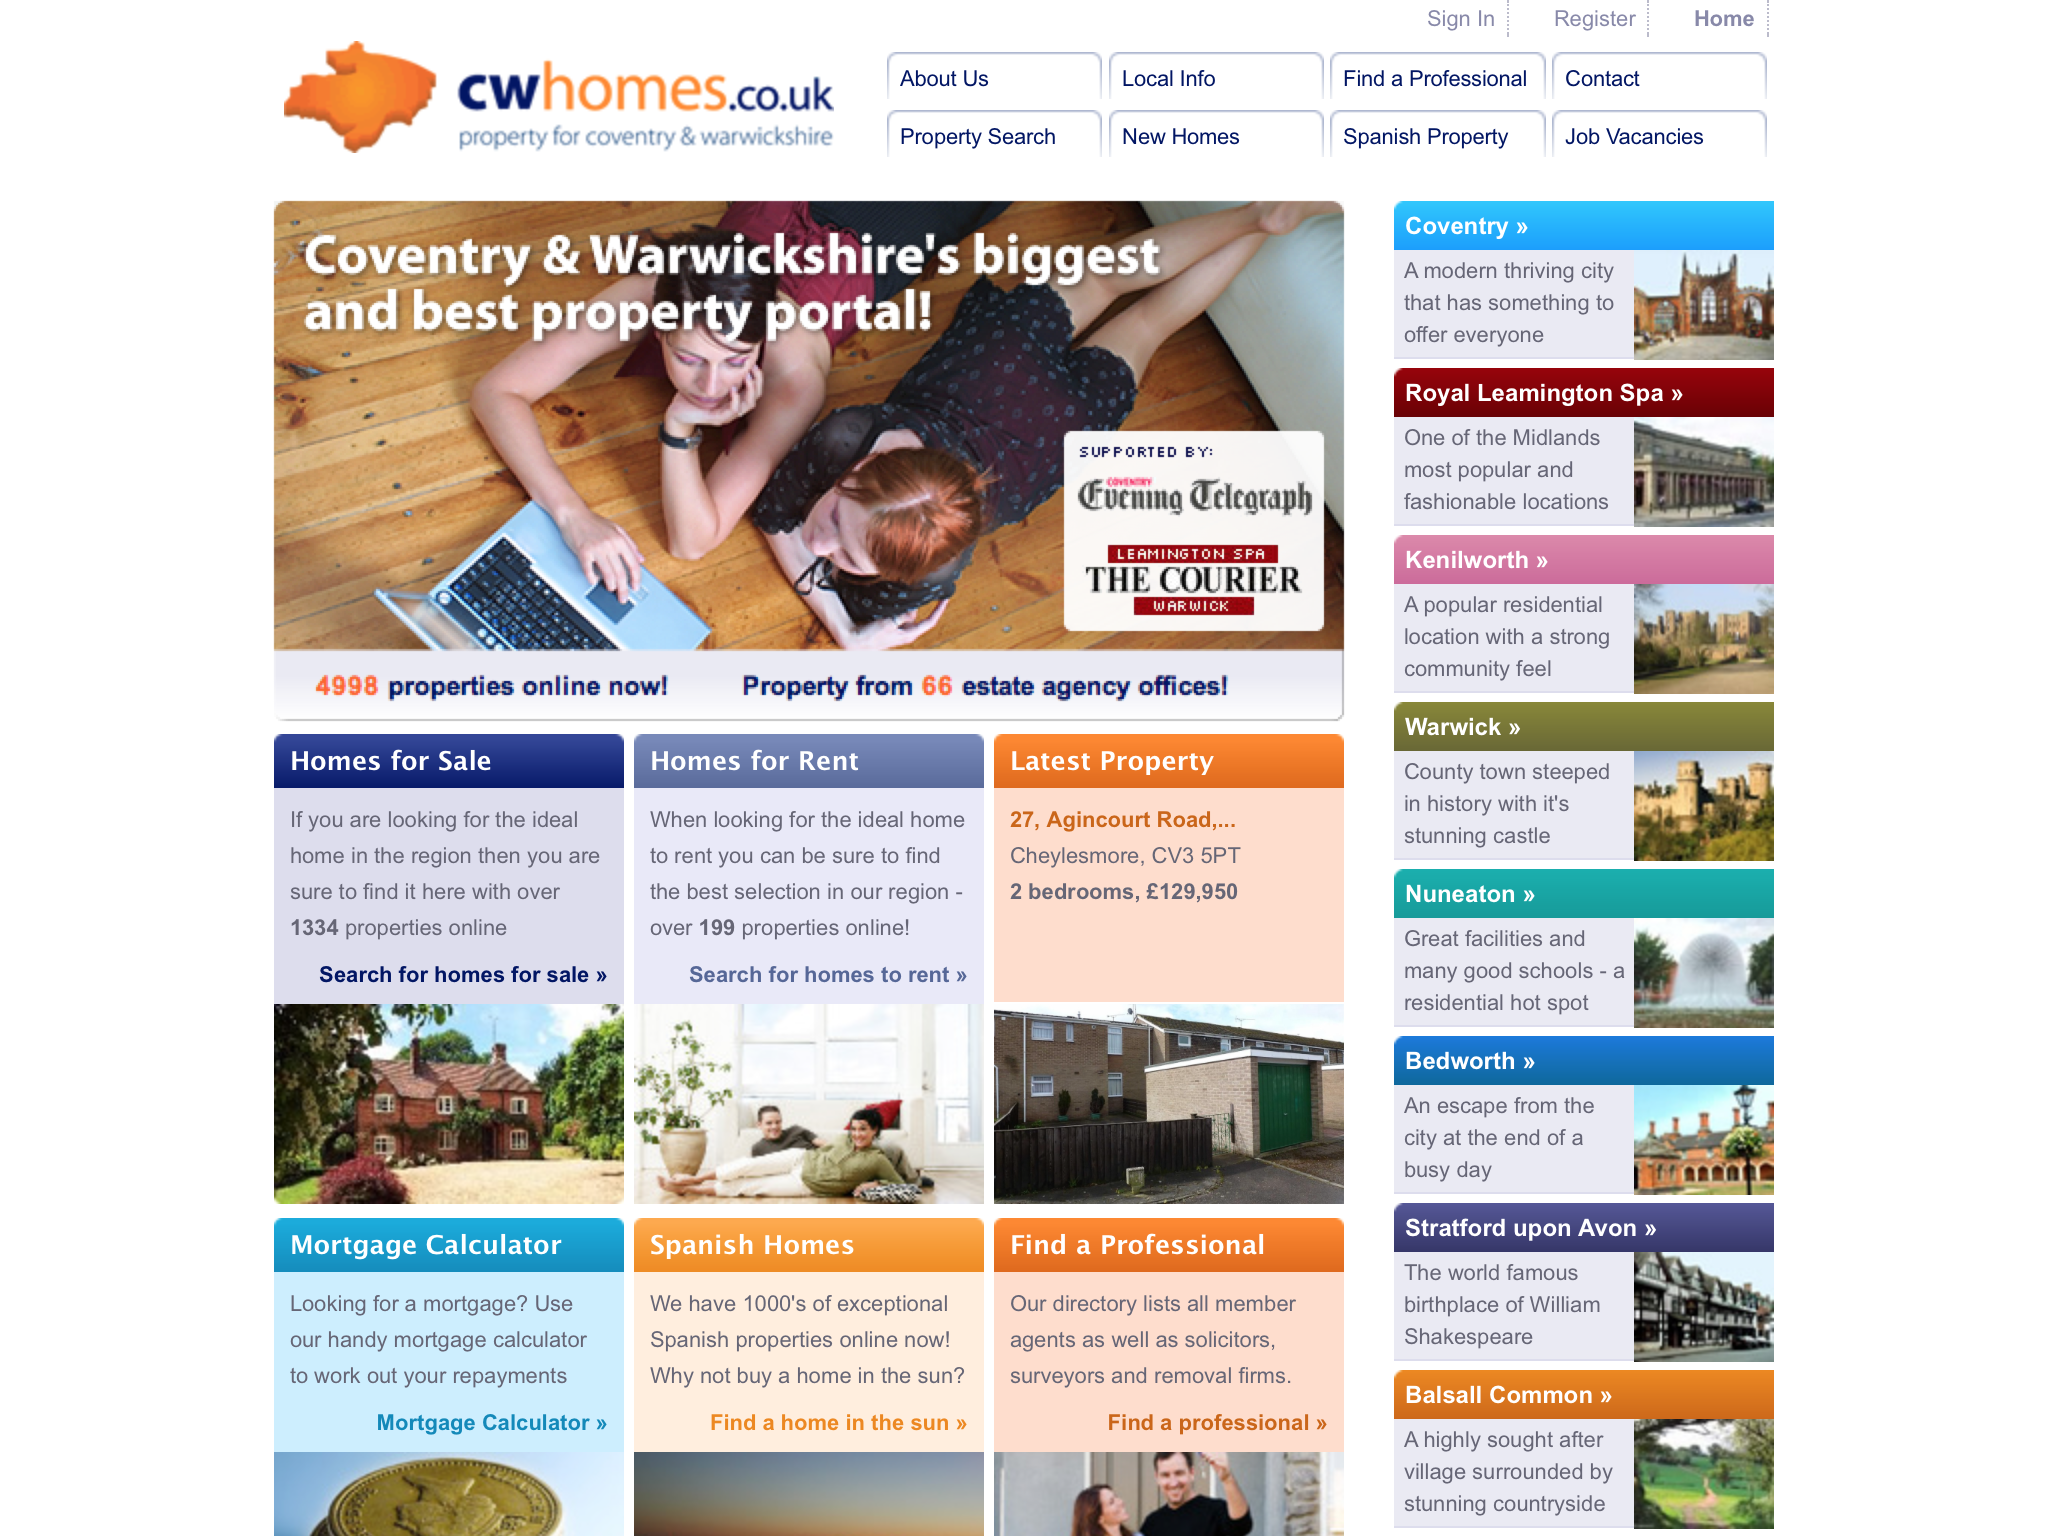 Sign In
Register
Home
cwhomes.co.uk
property for coventry & warwickshire
About Us
Local Info
Find a Professional
Contact
Property Search
New Homes
Spanish Property
Job Vacancies
Coventry & Warwickshire's biggest
and best property portal!
SUPPORTED BY:
COVENTRY
Evening Telegraph
LEAMINGTON SPA
THE COURIER
WARWICK
4998 properties online now!
Property from 66 estate agency offices!
Homes for Sale
If you are looking for the ideal
home in the region then you are
sure to find it here with over
1334 properties online
Search for homes for sale »
Homes for Rent
When looking for the ideal home
to rent you can be sure to find
the best selection in our region -
over 199 properties online!
Search for homes to rent »
Latest Property
27, Agincourt Road,...
Cheylesmore, CV3 5PT
2 bedrooms, £129,950
Mortgage Calculator
Looking for a mortgage? Use
our handy mortgage calculator
to work out your repayments
Mortgage Calculator »
Spanish Homes
We have 1000's of exceptional
Spanish properties online now!
Why not buy a home in the sun?
Find a home in the sun »
Find a Professional
Our directory lists all member
agents as well as solicitors,
surveyors and removal firms.
Find a professional »
Coventry »
A modern thriving city
that has something to
offer everyone
Royal Leamington Spa »
One of the Midlands
most popular and
fashionable locations
Kenilworth »
A popular residential
location with a strong
community feel
Warwick »
County town steeped
in history with it's
stunning castle
Nuneaton »
Great facilities and
many good schools - a
residential hot spot
Bedworth »
An escape from the
city at the end of a
busy day
Stratford upon Avon »
The world famous
birthplace of William
Shakespeare
Balsall Common »
A highly sought after
village surrounded by
stunning countryside